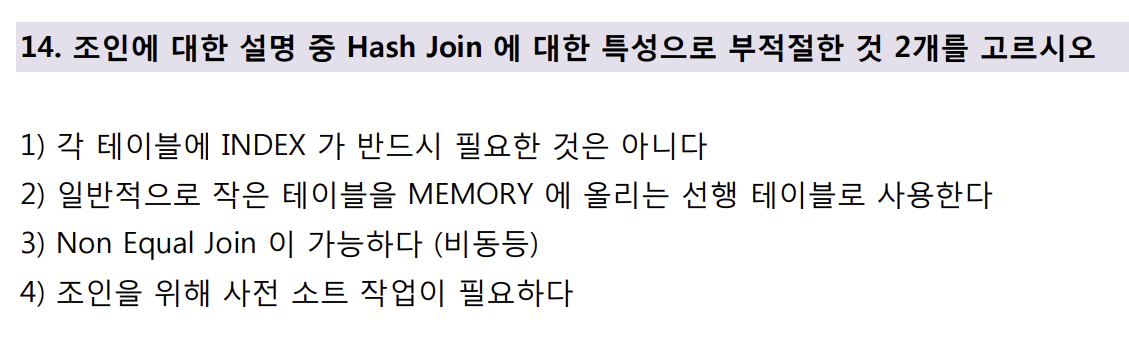 14. 조인에 대한 설명 중 Hash Join 에 대한 특성으로 부적절한 것 2개를 고르시오
1) 각 테이블에 INDEX 가 반드시 필요한 것은 아니다
2) 일반적으로 작은 테이블을 MEMORY 에 올리는 선행 테이블로 사용한다
3) Non Equal Join 이 가능하다 (비동등)
4) 조인을 위해 사전 소트 작업이 필요하다